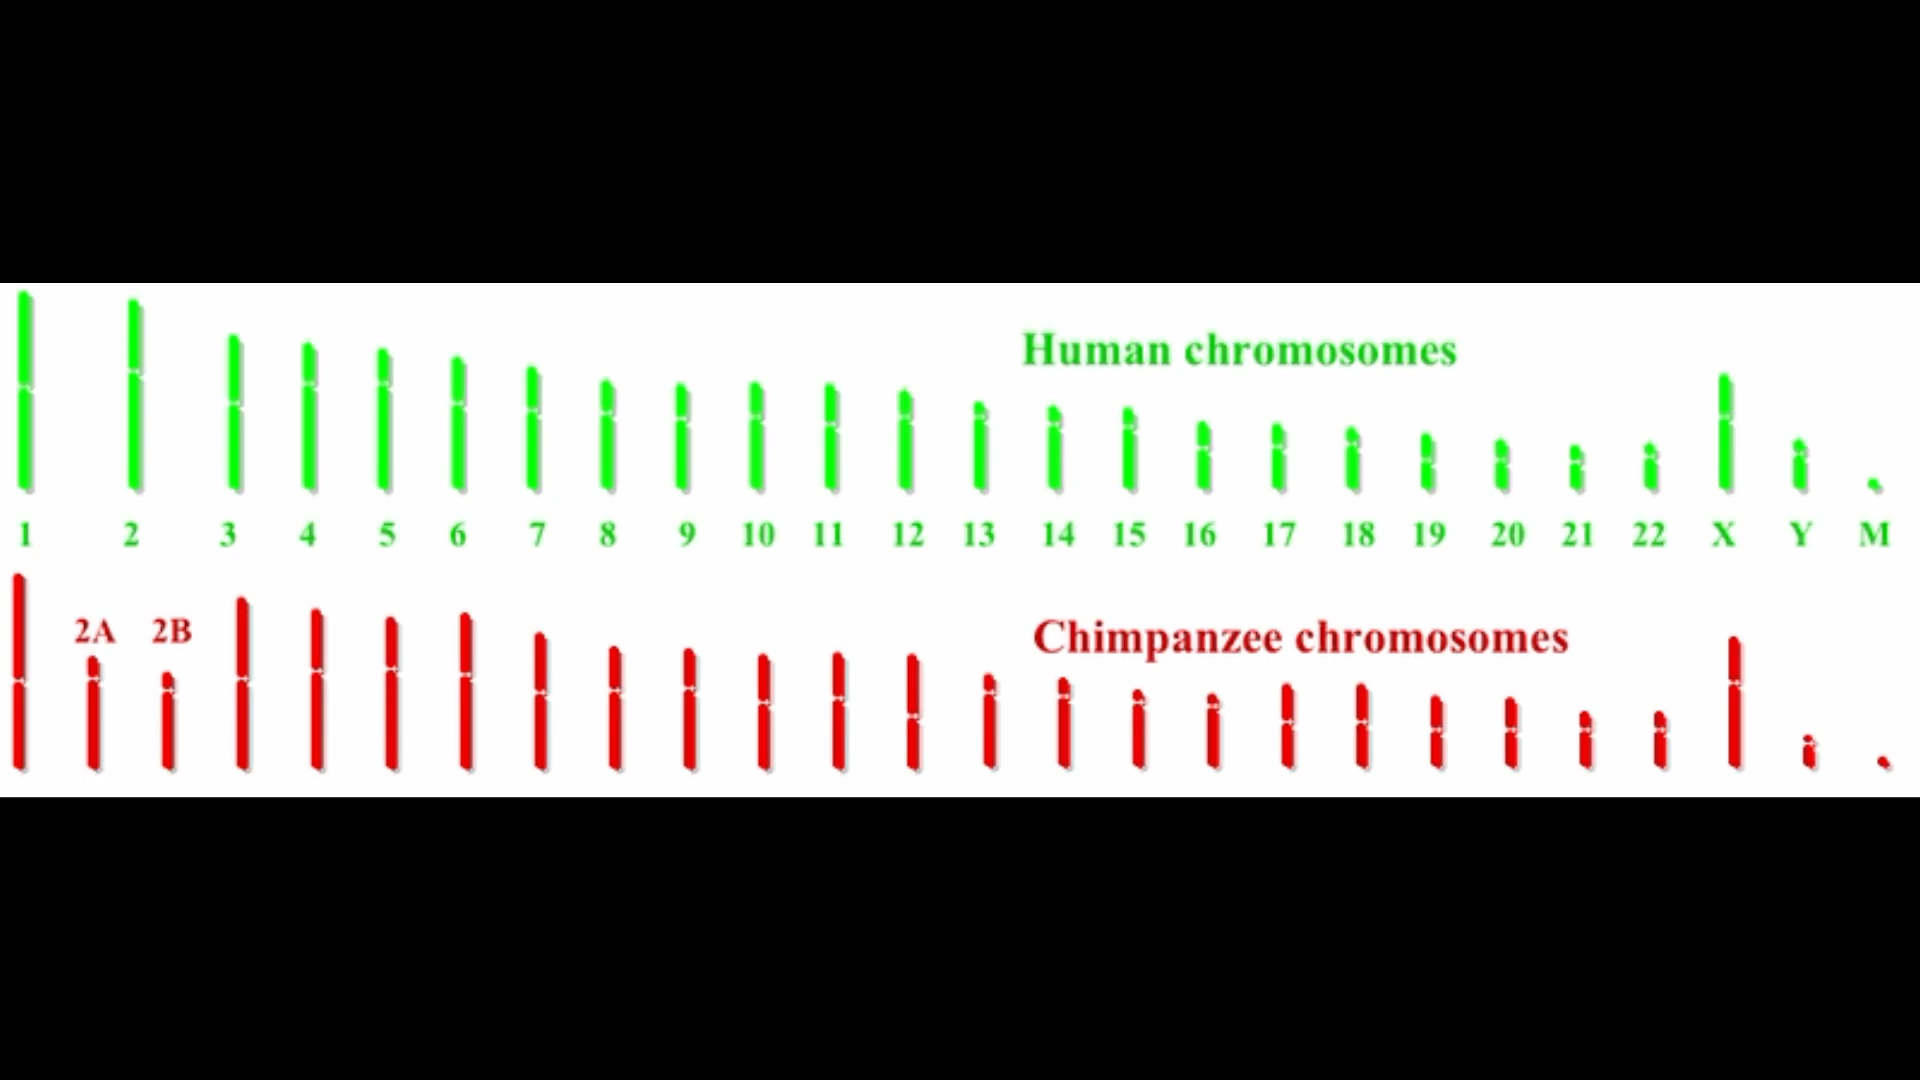 Human chromosomes
1 2 3 4 5 6 7 8 9 10 11 12 13 14 15 16 17 18 19 20 21 22 X Y M
2A 2B
Chimpanzee chromosomes